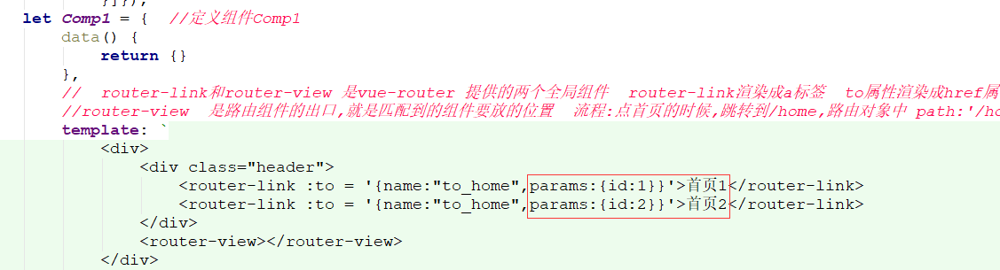 }]});
let Comp1 = {  //定义组件Comp1
data() {
return {}
},
//  router-link和router-view 是vue-router 提供的两个全局组件  router-link渲染成a标签  to属性渲染成href属
//router-view  是路由组件的出口,就是匹配到的组件要放的位置  流程:点首页的时候,跳转到/home,路由对象中 path:'/ho
template: `
<div>
<div class="header">
<router-link :to = '{name:"to_home",params:{id:1}}'>首页1</router-link>
<router-link :to = '{name:"to_home",params:{id:2}}'>首页2</router-link>
</div>
<router-view></router-view>
</div>